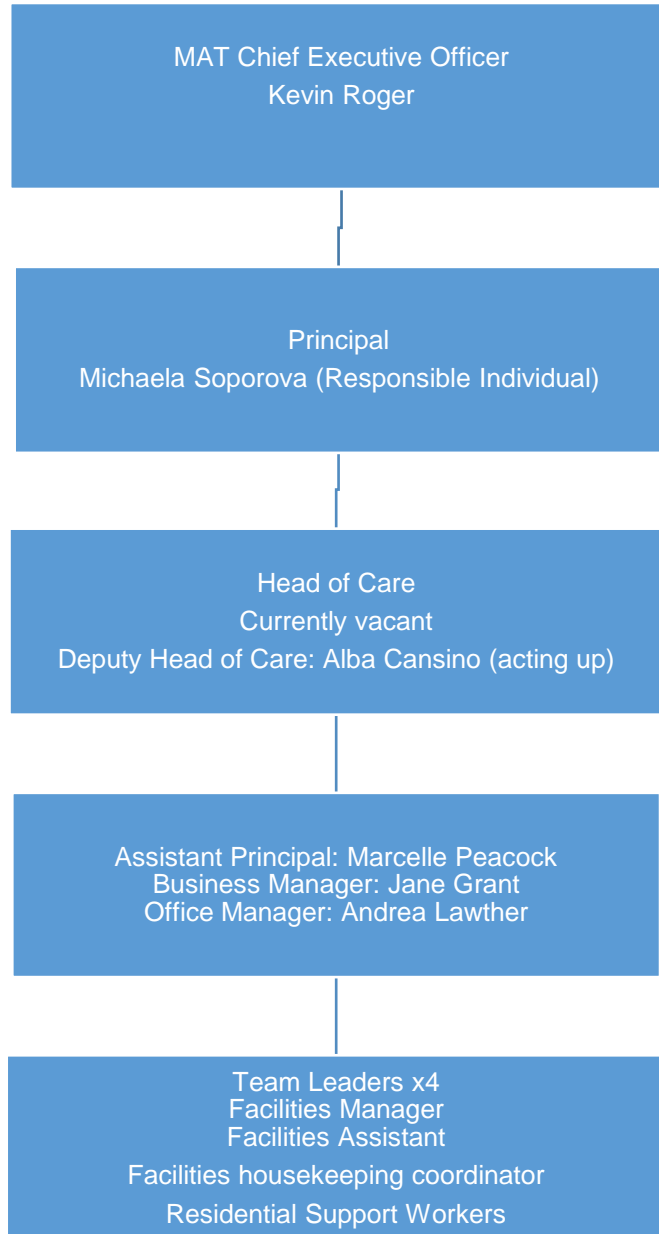 MAT Chief Executive Officer
Kevin Roger
Principal
Michaela Soporova (Responsible Individual)
Head of Care
Currently vacant
Deputy Head of Care: Alba Cansino (acting up)
Assistant Principal: Marcelle Peacock
Business Manager: Jane Grant
Office Manager: Andrea Lawther
Team Leaders x4
Facilities Manager
Facilities Assistant
Facilities housekeeping coordinator
Residential Support Workers